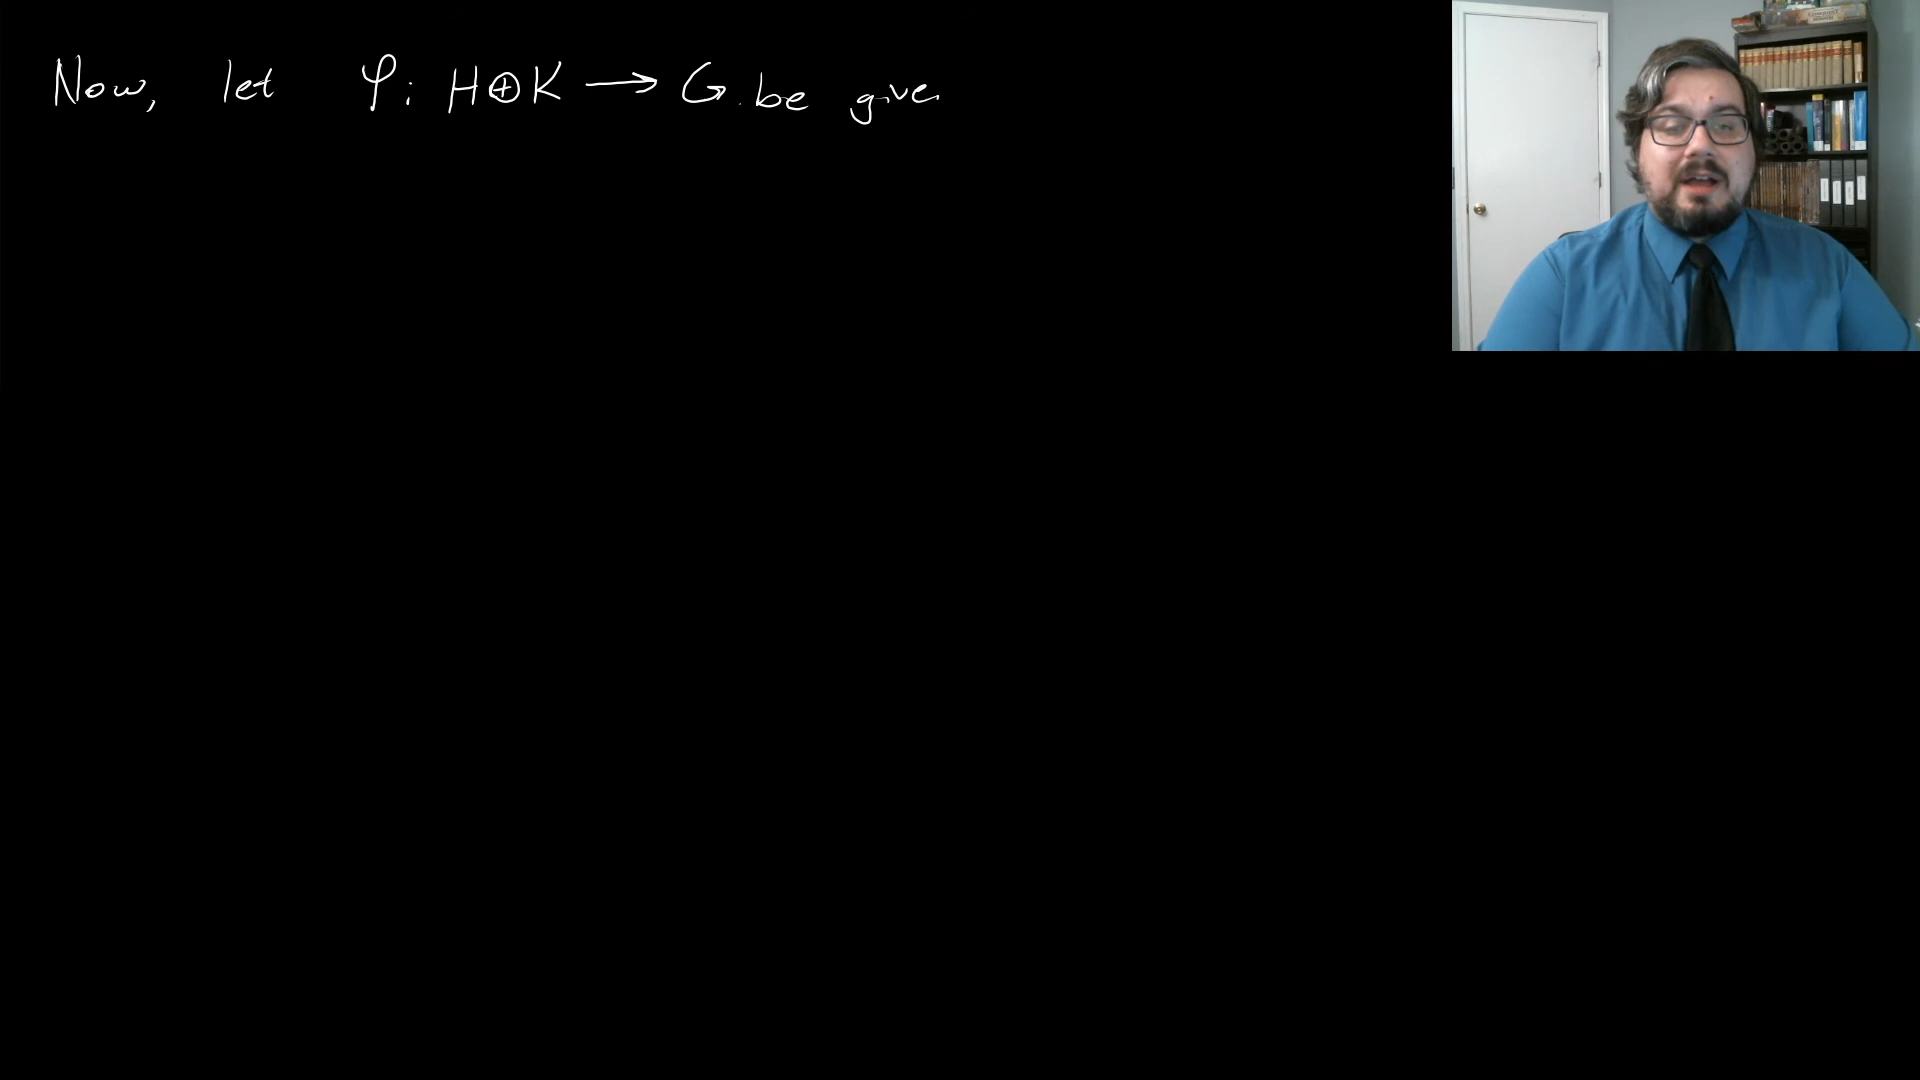 Now, let φ: H⊕K → G be give